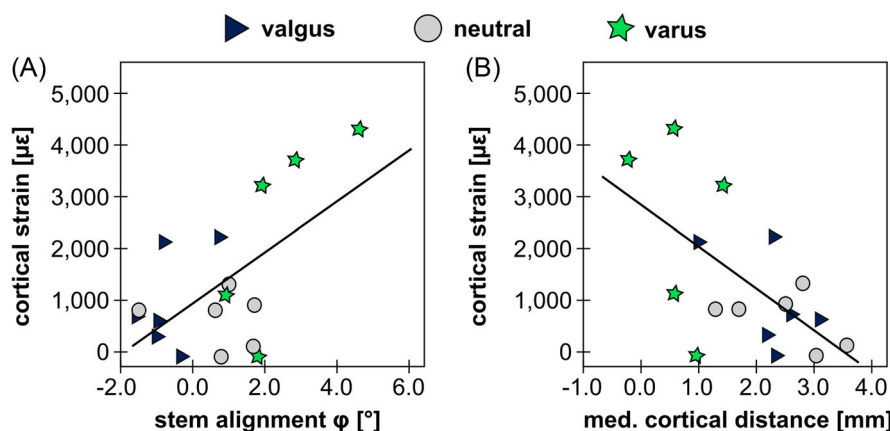 valgus neutral varus
(A) (B)
cortical strain [µε]
5,000
4,000
3,000
2,000
1,000
0
-2.0 0.0 2.0 4.0 6.0
stem alignment φ [°]
cortical strain [µε]
5,000
4,000
3,000
2,000
1,000
0
-1.0 0.0 1.0 2.0 3.0 4.0
med. cortical distance [mm]